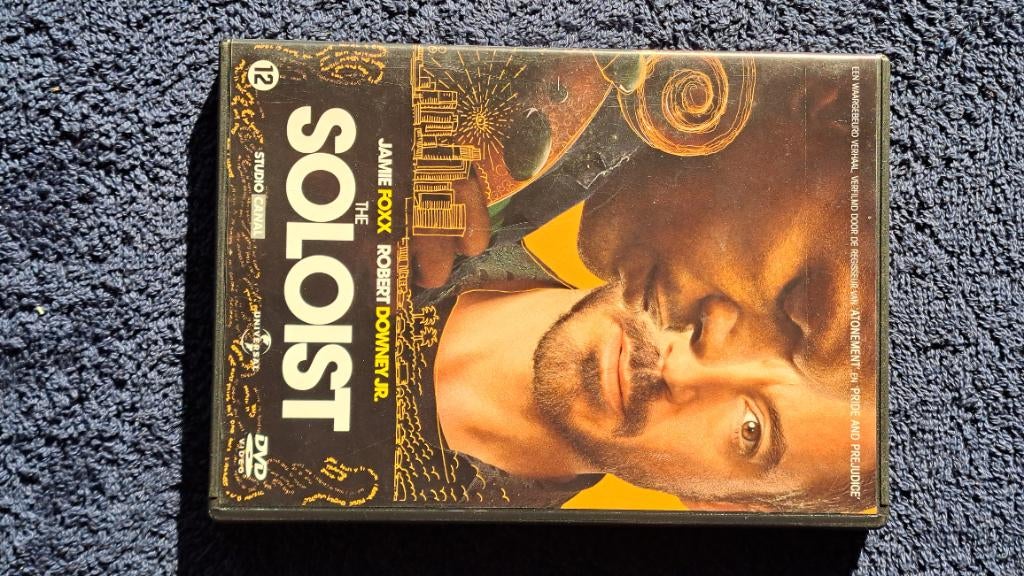 EEN WAARGEBEURD VERHAAL, VERFILMD DOOR DE REGISSEUR VAN ATONEMENT EN PRIDE AND PREJUDICE
JAMIE FOXX ROBERT DOWNEY JR.
THE
SOLOIST
12
STUDIO CANAL
UNIVERSAL
DVD
VIDEO